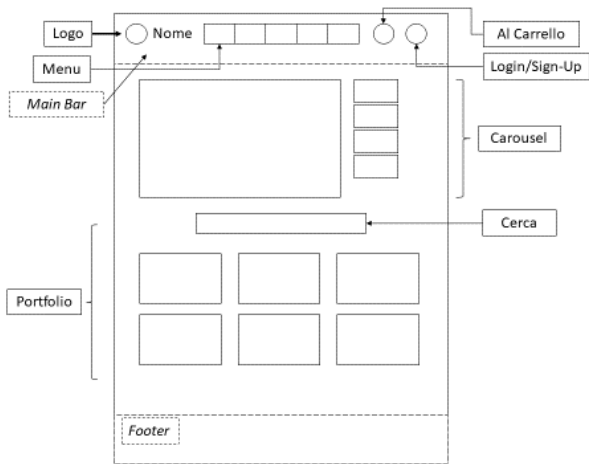 Logo
Nome
Al Carrello
Menu
Login/Sign-Up
Main Bar
Carousel
Cerca
Portfolio
Footer